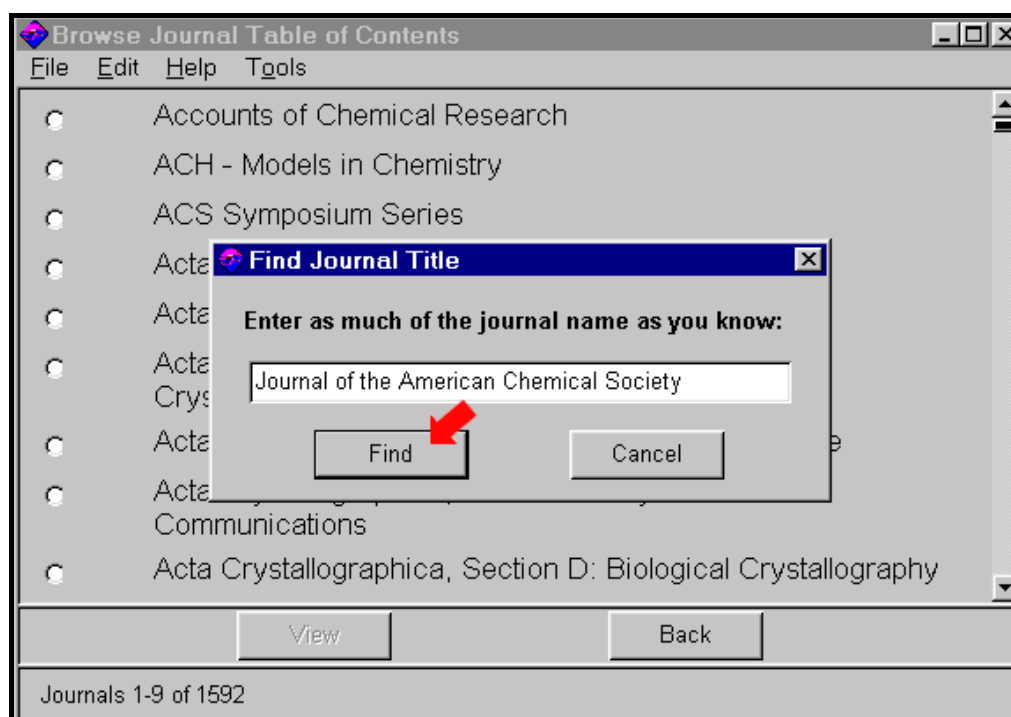 Browse Journal Table of Contents
File Edit Help Tools
Accounts of Chemical Research
ACH - Models in Chemistry
ACS Symposium Series
Acta
Find Journal Title
Acta
Enter as much of the journal name as you know:
Acta
Journal of the American Chemical Society
Acta
Find Cancel
Acta
Communications
Acta Crystallographica, Section D: Biological Crystallography
View Back
Journals 1-9 of 1592